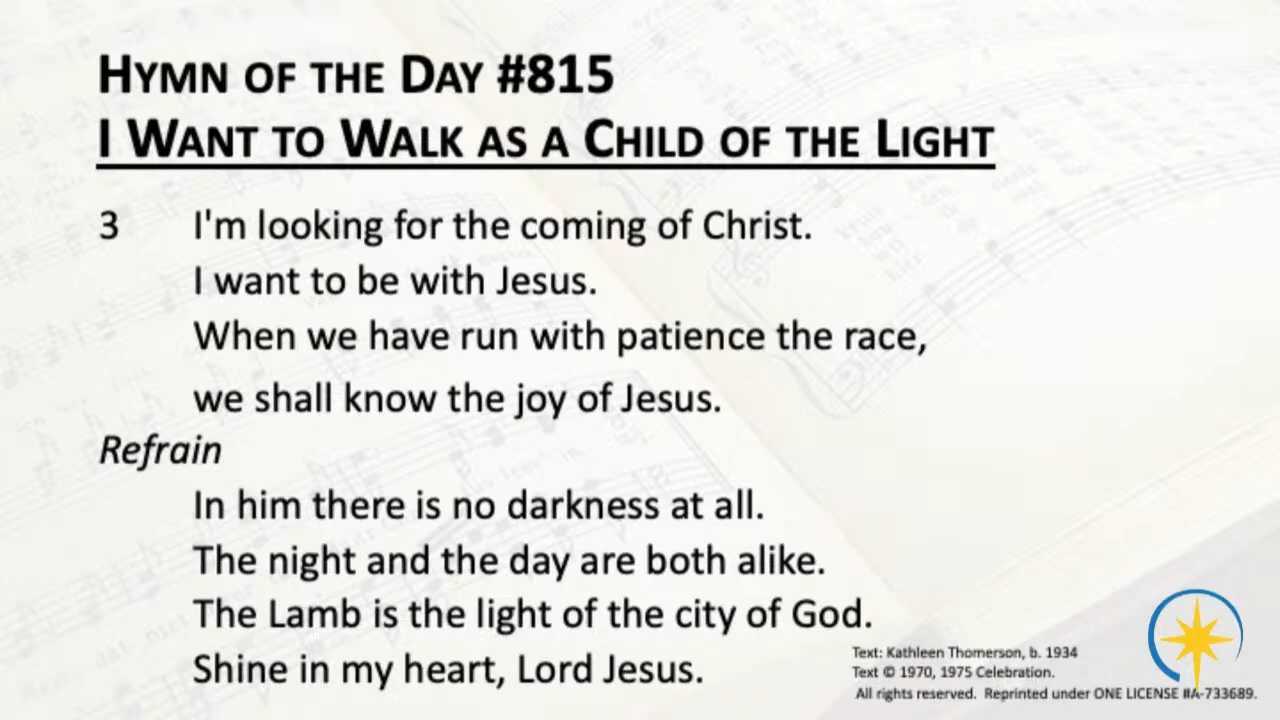 HYMN OF THE DAY #815
I WANT TO WALK AS A CHILD OF THE LIGHT
3 I'm looking for the coming of Christ.
I want to be with Jesus.
When we have run with patience the race,
we shall know the joy of Jesus.
Refrain
In him there is no darkness at all.
The night and the day are both alike.
The Lamb is the light of the city of God.
Shine in my heart, Lord Jesus.
Text: Kathleen Thomerson, b. 1934
Text © 1970, 1975 Celebration.
All rights reserved. Reprinted under ONE LICENSE #A-733689.